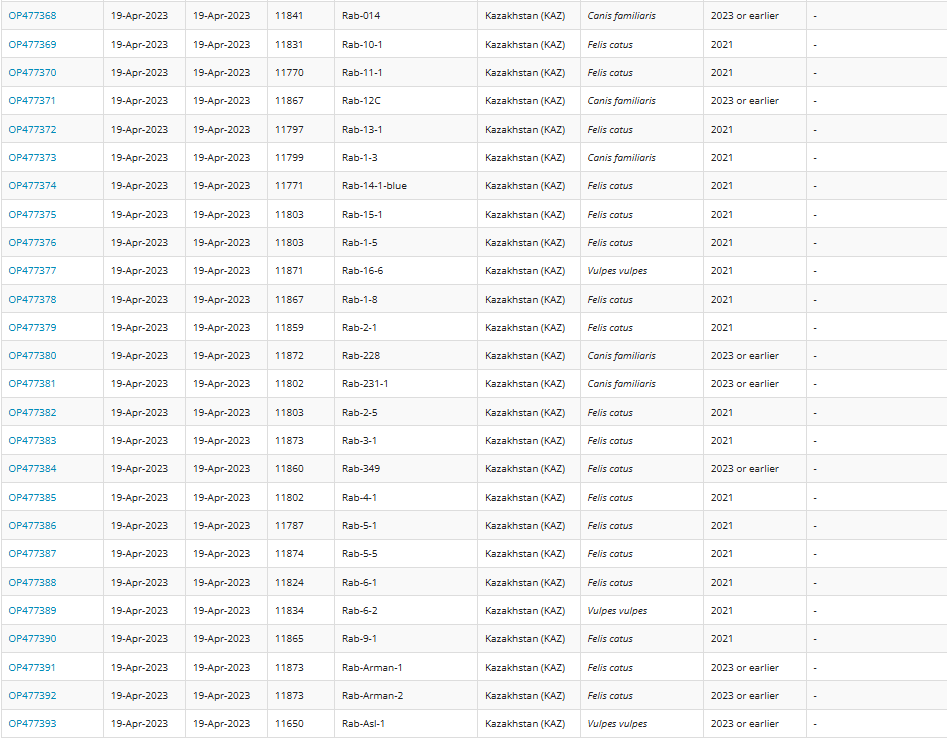 OP477368 19-Apr-2023 19-Apr-2023 11841 Rab-014 Kazakhstan (KAZ) Canis familiaris 2023 or earlier -
OP477369 19-Apr-2023 19-Apr-2023 11831 Rab-10-1 Kazakhstan (KAZ) Felis catus 2021 -
OP477370 19-Apr-2023 19-Apr-2023 11770 Rab-11-1 Kazakhstan (KAZ) Felis catus 2021 -
OP477371 19-Apr-2023 19-Apr-2023 11867 Rab-12C Kazakhstan (KAZ) Canis familiaris 2023 or earlier -
OP477372 19-Apr-2023 19-Apr-2023 11797 Rab-13-1 Kazakhstan (KAZ) Felis catus 2021 -
OP477373 19-Apr-2023 19-Apr-2023 11799 Rab-1-3 Kazakhstan (KAZ) Canis familiaris 2021 -
OP477374 19-Apr-2023 19-Apr-2023 11771 Rab-14-1-blue Kazakhstan (KAZ) Felis catus 2021 -
OP477375 19-Apr-2023 19-Apr-2023 11803 Rab-15-1 Kazakhstan (KAZ) Felis catus 2021 -
OP477376 19-Apr-2023 19-Apr-2023 11803 Rab-1-5 Kazakhstan (KAZ) Felis catus 2021 -
OP477377 19-Apr-2023 19-Apr-2023 11871 Rab-16-6 Kazakhstan (KAZ) Vulpes vulpes 2021 -
OP477378 19-Apr-2023 19-Apr-2023 11867 Rab-1-8 Kazakhstan (KAZ) Felis catus 2021 -
OP477379 19-Apr-2023 19-Apr-2023 11859 Rab-2-1 Kazakhstan (KAZ) Felis catus 2021 -
OP477380 19-Apr-2023 19-Apr-2023 11872 Rab-228 Kazakhstan (KAZ) Canis familiaris 2023 or earlier -
OP477381 19-Apr-2023 19-Apr-2023 11802 Rab-231-1 Kazakhstan (KAZ) Canis familiaris 2023 or earlier -
OP477382 19-Apr-2023 19-Apr-2023 11803 Rab-2-5 Kazakhstan (KAZ) Felis catus 2021 -
OP477383 19-Apr-2023 19-Apr-2023 11873 Rab-3-1 Kazakhstan (KAZ) Felis catus 2021 -
OP477384 19-Apr-2023 19-Apr-2023 11860 Rab-349 Kazakhstan (KAZ) Felis catus 2023 or earlier -
OP477385 19-Apr-2023 19-Apr-2023 11802 Rab-4-1 Kazakhstan (KAZ) Felis catus 2021 -
OP477386 19-Apr-2023 19-Apr-2023 11787 Rab-5-1 Kazakhstan (KAZ) Felis catus 2021 -
OP477387 19-Apr-2023 19-Apr-2023 11874 Rab-5-5 Kazakhstan (KAZ) Felis catus 2021 -
OP477388 19-Apr-2023 19-Apr-2023 11824 Rab-6-1 Kazakhstan (KAZ) Felis catus 2021 -
OP477389 19-Apr-2023 19-Apr-2023 11834 Rab-6-2 Kazakhstan (KAZ) Vulpes vulpes 2021 -
OP477390 19-Apr-2023 19-Apr-2023 11865 Rab-9-1 Kazakhstan (KAZ) Felis catus 2021 -
OP477391 19-Apr-2023 19-Apr-2023 11873 Rab-Arman-1 Kazakhstan (KAZ) Felis catus 2023 or earlier -
OP477392 19-Apr-2023 19-Apr-2023 11873 Rab-Arman-2 Kazakhstan (KAZ) Felis catus 2023 or earlier -
OP477393 19-Apr-2023 19-Apr-2023 11650 Rab-Asl-1 Kazakhstan (KAZ) Vulpes vulpes 2023 or earlier -